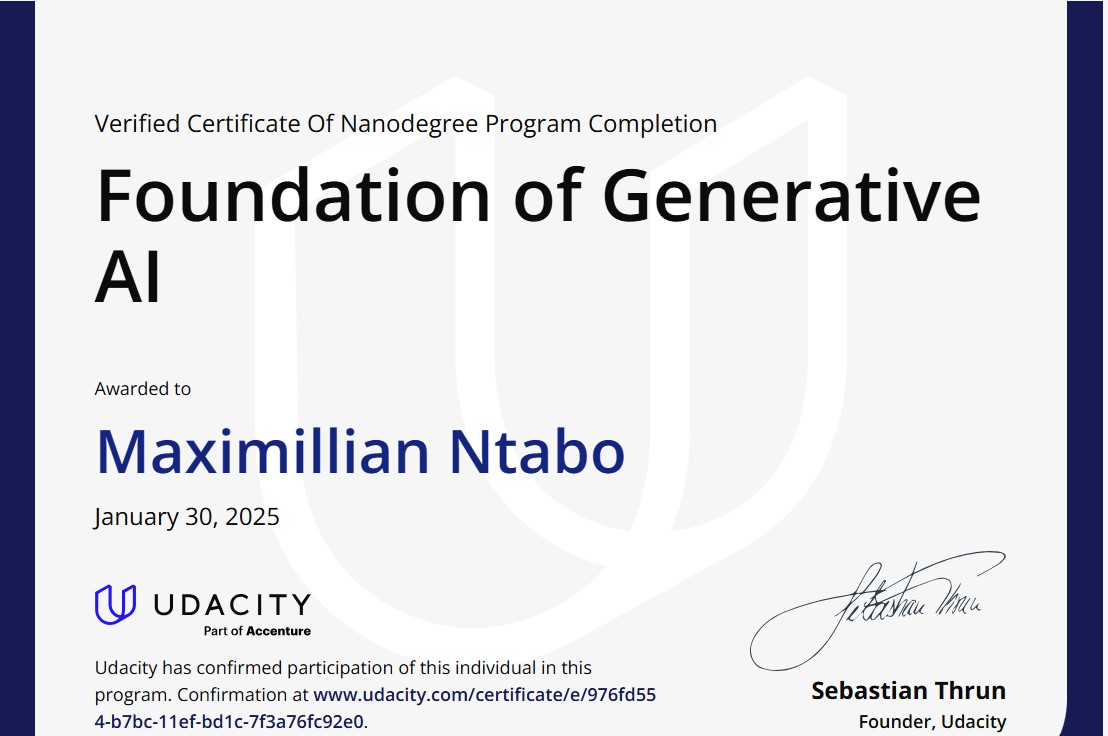 Verified Certificate Of Nanodegree Program Completion
Foundation of Generative
AI
Awarded to
Maximillian Ntabo
January 30, 2025
UDACITY
Part of Accenture
Udacity has confirmed participation of this individual in this
program. Confirmation at www.udacity.com/certificate/e/976fd55
4-b7bc-11ef-bd1c-7f3a76fc92e0.
Sebastian Thrun
Sebastian Thrun
Founder, Udacity